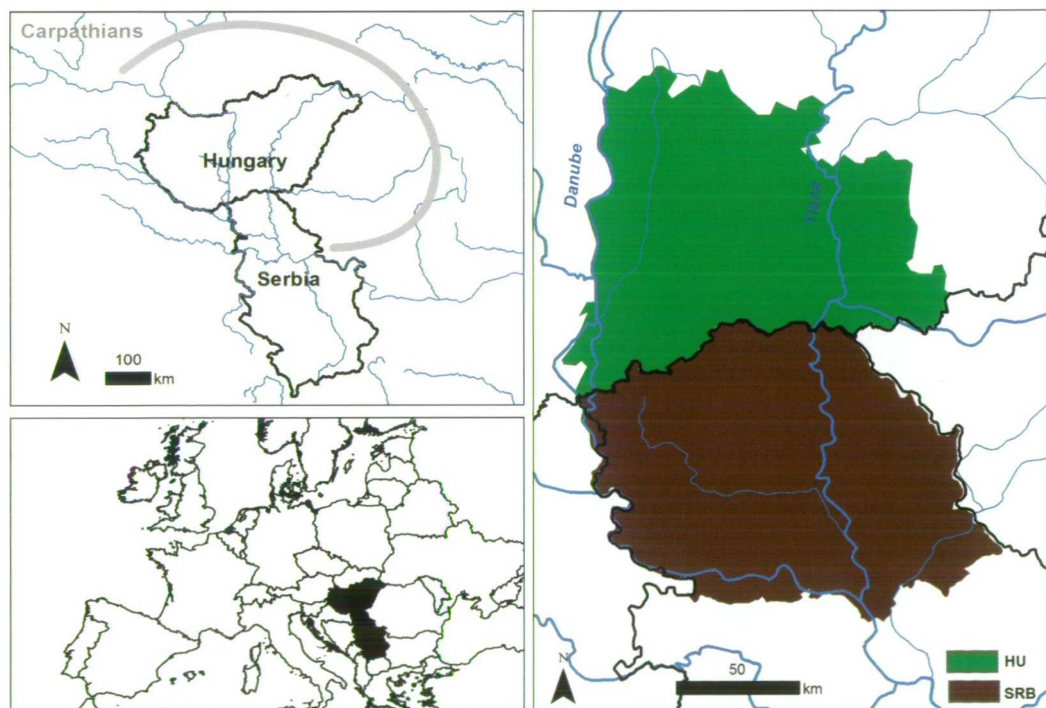 Carpathians
Hungary
Serbia
N
100
km
Danube
Tisza
N
50
km
HU
SRB